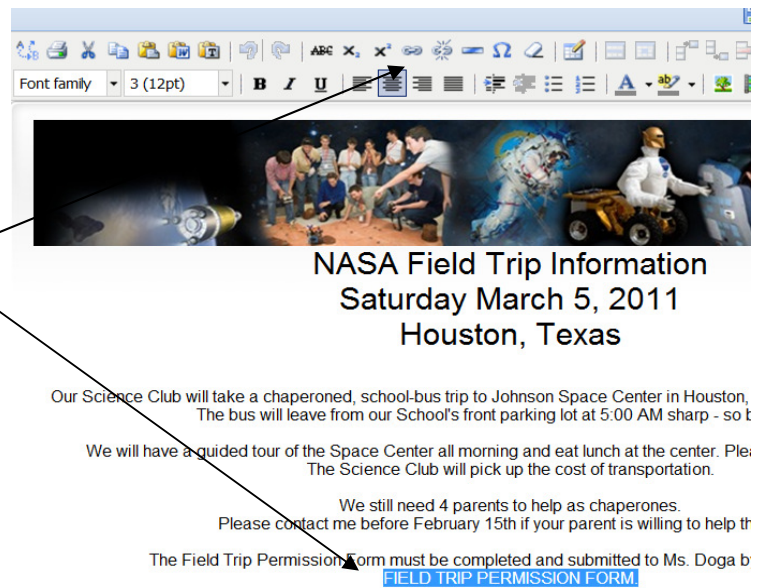 ABC X₂ X²
Font family 3 (12pt) B I U A ab
NASA Field Trip Information
Saturday March 5, 2011
Houston, Texas
Our Science Club will take a chaperoned, school-bus trip to Johnson Space Center in Houston,
The bus will leave from our School's front parking lot at 5:00 AM sharp - so
We will have a guided tour of the Space Center all morning and eat lunch at the center.
The Science Club will pick up the cost of transportation.
We still need 4 parents to help as chaperones.
Please contact me before February 15th if your parent is willing to help
The Field Trip Permission Form must be completed and submitted to Ms. Doga
FIELD TRIP PERMISSION FORM.